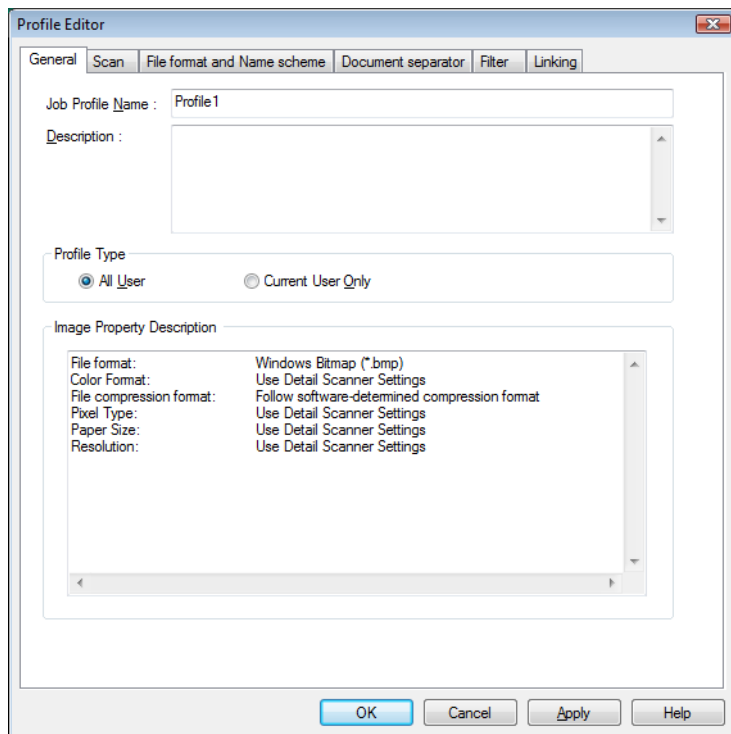 Profile Editor
General Scan File format and Name scheme Document separator Filter Linking
Job Profile Name : Profile1
Description :
Profile Type
All User Current User Only
Image Property Description
File format: Windows Bitmap (*.bmp)
Color Format: Use Detail Scanner Settings
File compression format: Follow software-determined compression format
Pixel Type: Use Detail Scanner Settings
Paper Size: Use Detail Scanner Settings
Resolution: Use Detail Scanner Settings
OK Cancel Apply Help